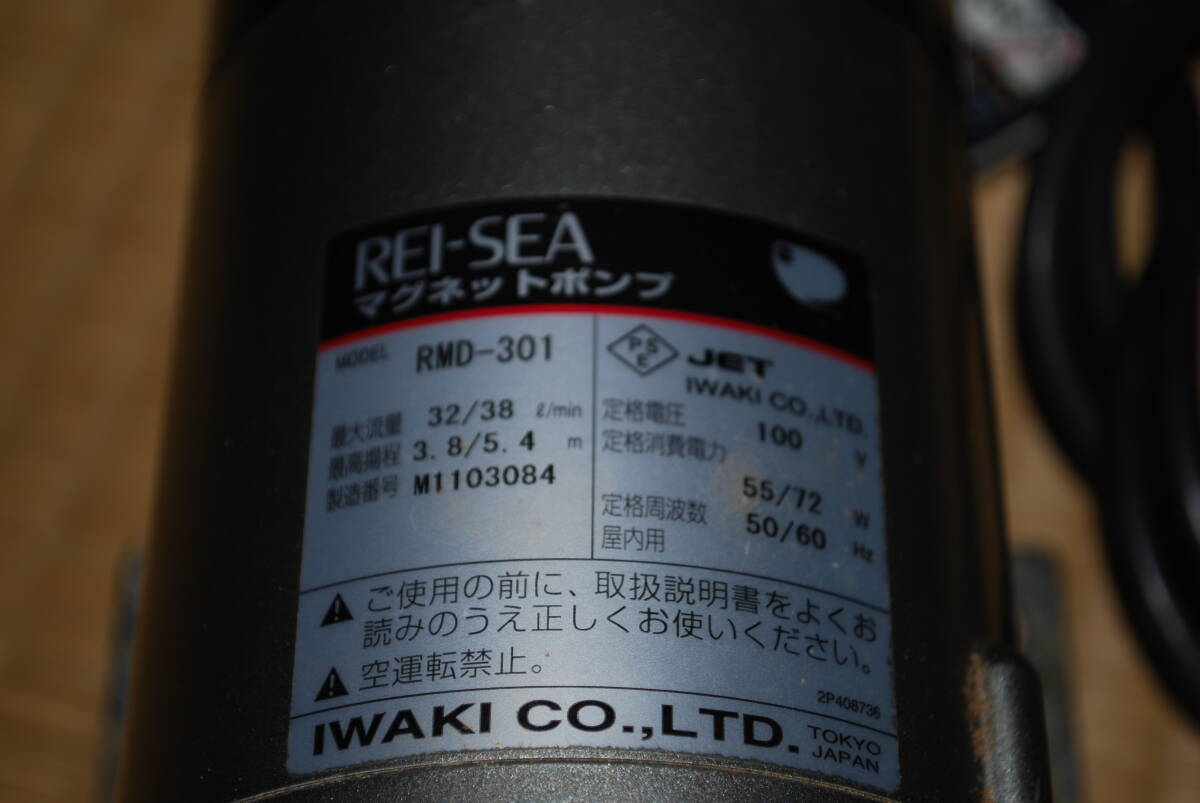 REI-SEA
マグネットポンプ
MODEL RMD-301
最大流量 32/38 ℓ/min
最高揚程 3.8/5.4 m
製造番号 M1103084
PSE JET
IWAKI CO.,LTD.
定格電圧 100 V
定格消費電力
55/72 W
定格周波数 50/60 Hz
屋内用
ご使用の前に、取扱説明書をよくお
読みのうえ正しくお使いください。
空運転禁止。
2P408736
IWAKI CO.,LTD. TOKYO
JAPAN